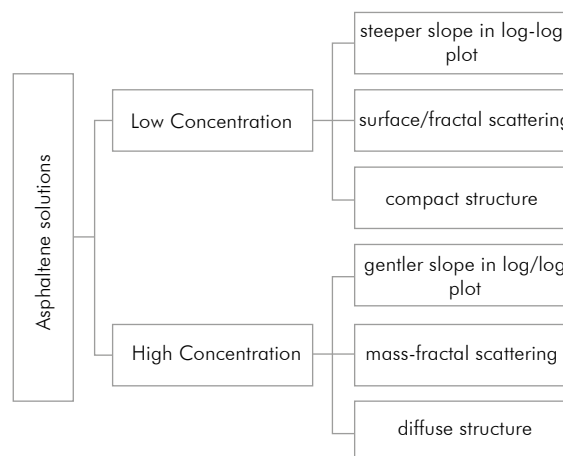 Asphaltene solutions
Low Concentration
steeper slope in log-log
plot
surface/fractal scattering
compact structure
High Concentration
gentler slope in log/log
plot
mass-fractal scattering
diffuse structure